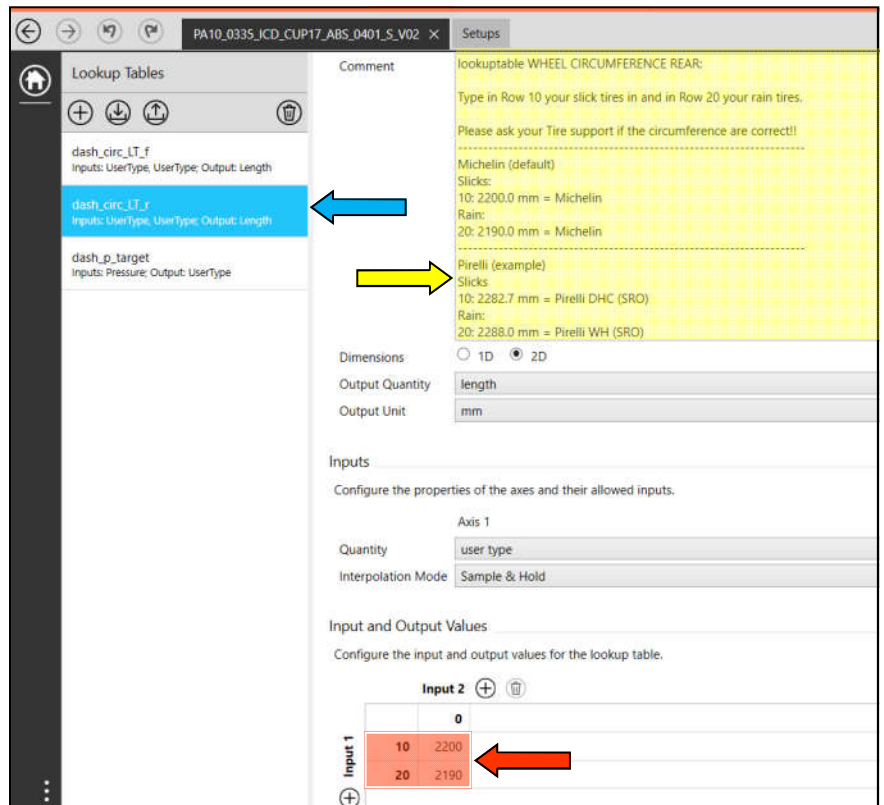 PA10_0335_ICD_CUP17_ABS_0401_S_V02 ×
Setups
Lookup Tables
dash_circ_LT_f
Inputs: UserType, UserType; Output: Length
dash_circ_LT_r
Inputs: UserType, UserType; Output: Length
dash_p_target
Inputs: Pressure; Output: UserType
Comment
lookuptable WHEEL CIRCUMFERENCE REAR:
Type in Row 10 your slick tires in and in Row 20 your rain tires.
Please ask your Tire support if the circumference are correct!!
--------------------------------------------------------------------------------
Michelin (default)
Slicks:
10: 2200.0 mm = Michelin
Rain:
20: 2190.0 mm = Michelin
--------------------------------------------------------------------------------
Pirelli (example)
Slicks
10: 2282.7 mm = Pirelli DHC (SRO)
Rain:
20: 2288.0 mm = Pirelli WH (SRO)
Dimensions 1D 2D
Output Quantity length
Output Unit mm
Inputs
Configure the properties of the axes and their allowed inputs.
Axis 1
Quantity user type
Interpolation Mode Sample & Hold
Input and Output Values
Configure the input and output values for the lookup table.
Input 2
0
Input 1
10 2200
20 2190